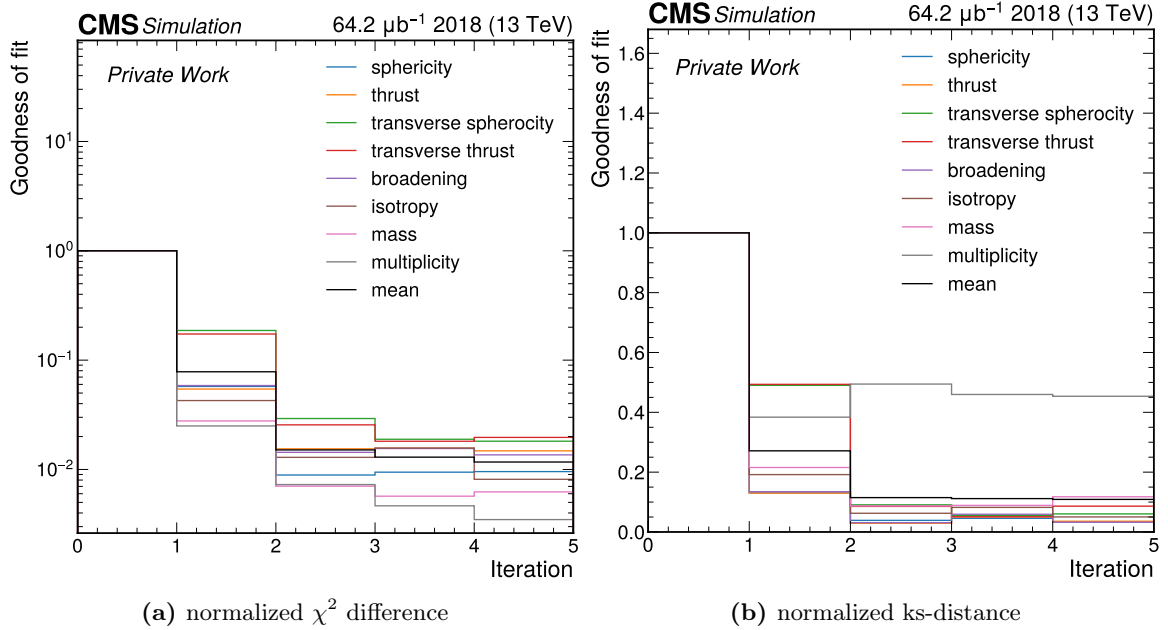 CMS Simulation 64.2 μb⁻¹ 2018 (13 TeV)
Private Work
Goodness of fit
sphericity
thrust
transverse spherocity
transverse thrust
broadening
isotropy
mass
multiplicity
mean
10¹
10⁰
10⁻¹
10⁻²
0 1 2 3 4 5
Iteration
(a) normalized χ² difference
CMS Simulation 64.2 μb⁻¹ 2018 (13 TeV)
Private Work
Goodness of fit
sphericity
thrust
transverse spherocity
transverse thrust
broadening
isotropy
mass
multiplicity
mean
1.6
1.4
1.2
1.0
0.8
0.6
0.4
0.2
0.0
0 1 2 3 4 5
Iteration
(b) normalized ks-distance